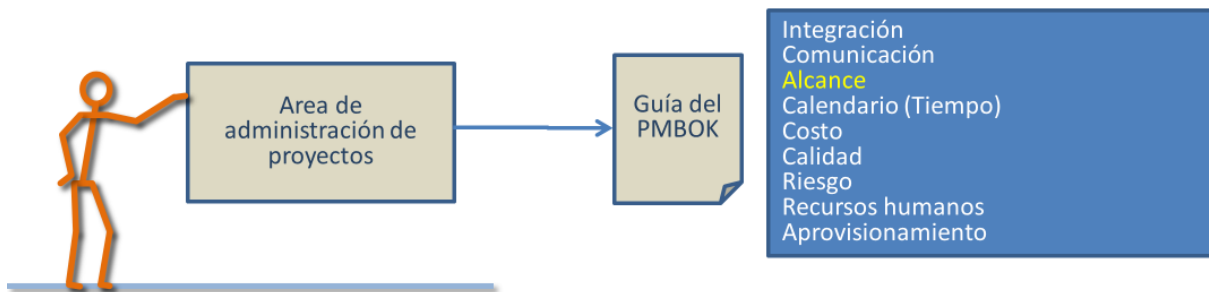 Area de
administración de
proyectos
Guía del
PMBOK
Integración
Comunicación
Alcance
Calendario (Tiempo)
Costo
Calidad
Riesgo
Recursos humanos
Aprovisionamiento